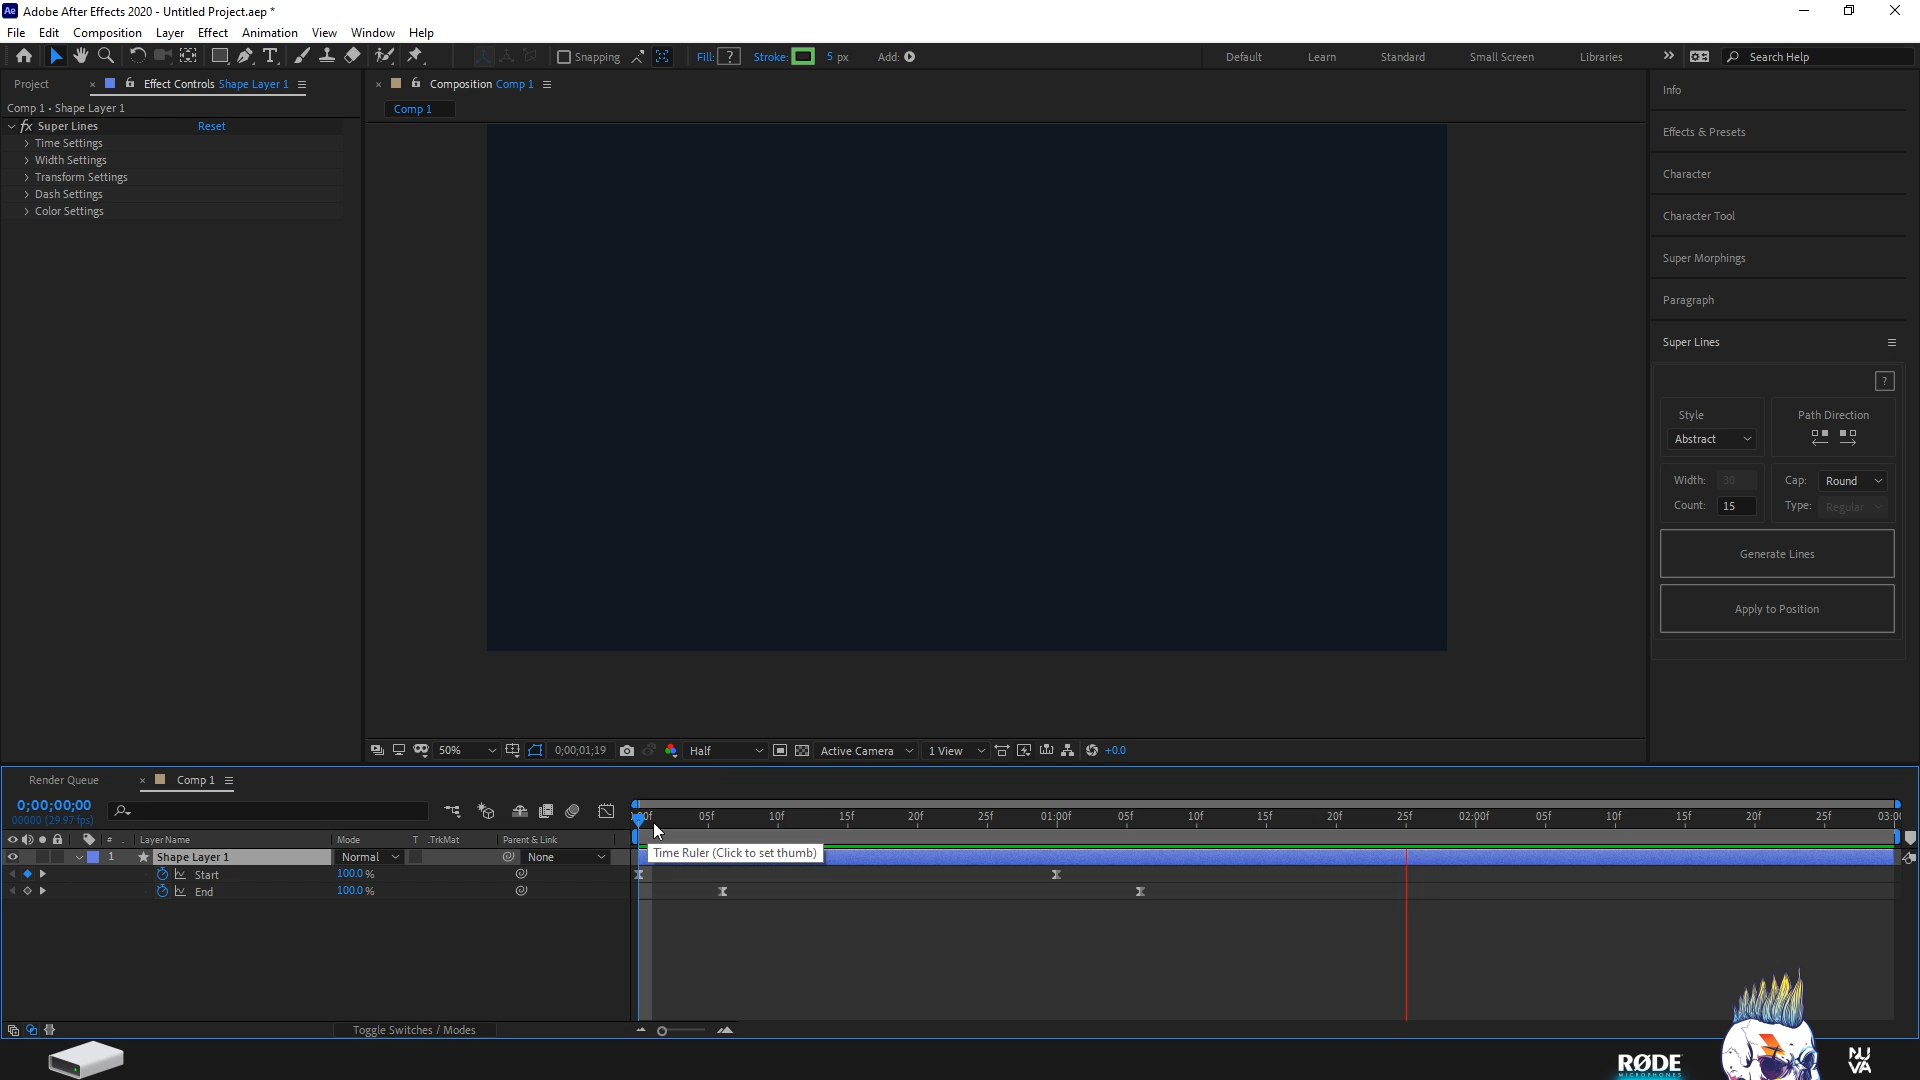 Ae Adobe After Effects 2020 - Untitled Project.aep *
File Edit Composition Layer Effect Animation View Window Help
Snapping Fill: ? Stroke: 5 px Add: Default Learn Standard Small Screen Libraries » Search Help
Project × Effect Controls Shape Layer 1 × Composition Comp 1
Comp 1 • Shape Layer 1
Comp 1
fx Super Lines Reset
Time Settings
Width Settings
Transform Settings
Dash Settings
Color Settings
Info
Effects & Presets
Character
Character Tool
Super Morphings
Paragraph
Super Lines
?
Style Path Direction
Abstract
Width: 30 Cap: Round
Count: 15 Type: Regular
Generate Lines
Apply to Position
50% 0;00;01;19 Half Active Camera 1 View +0.0
Render Queue × Comp 1
0;00;00;00
00000 (29.97 fps)
05f 10f 15f 20f 25f 01:00f 05f 10f 15f 20f 25f 02:00f 05f 10f 15f 20f 25f
# . Layer Name Mode T .TrkMat Parent & Link
1 Shape Layer 1 Normal None
Time Ruler (Click to set thumb)
Start 100.0 %
End 100.0 %
Toggle Switches / Modes
RØDE
MICROPHONES
NU
VA